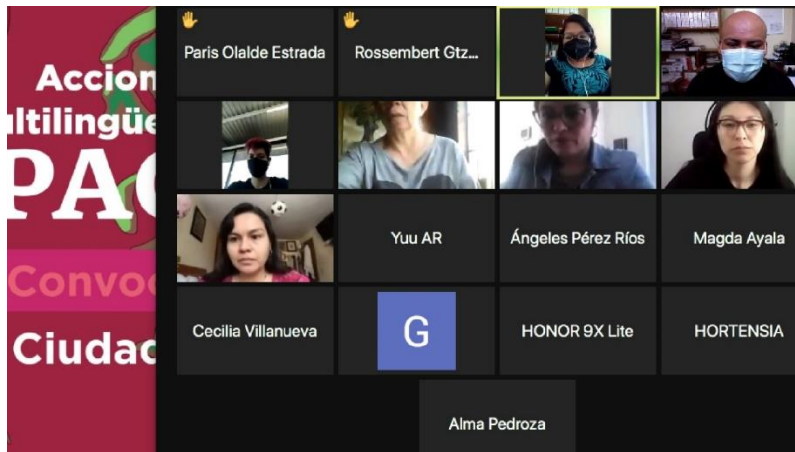 Accion
ltilingüe
PAC
Convoc
Ciudad
Paris Olalde Estrada
Rossembert Gtz...
Yuu AR
Ángeles Pérez Ríos
Magda Ayala
Cecilia Villanueva
G
HONOR 9X Lite
HORTENSIA
Alma Pedroza